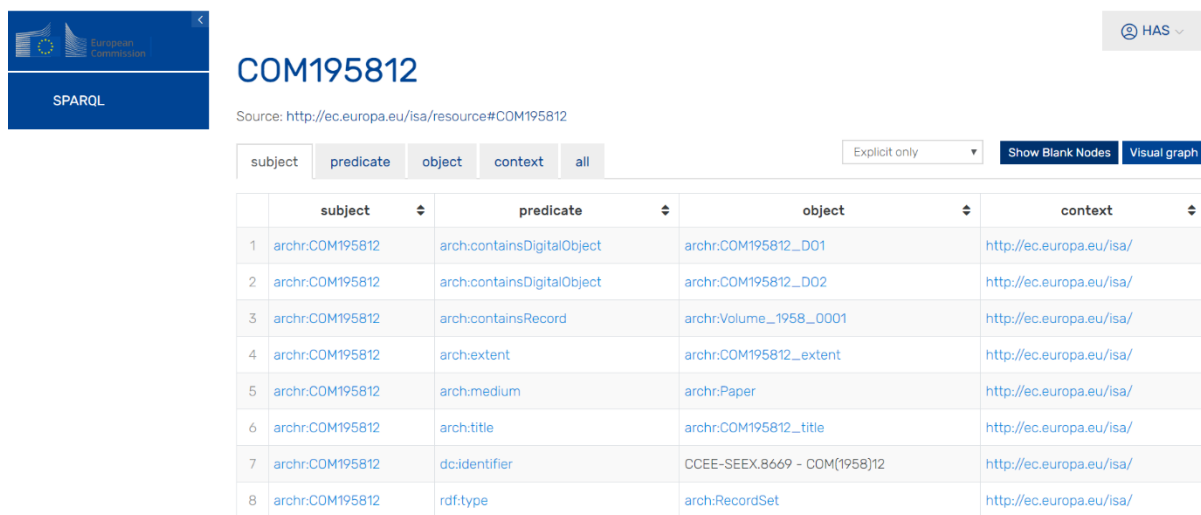 European
Commission
<
HAS
SPARQL
COM195812
Source: http://ec.europa.eu/isa/resource#COM195812
subject predicate object context all
Explicit only
Show Blank Nodes
Visual graph
subject predicate object context
1 archr:COM195812 arch:containsDigitalObject archr:COM195812_DO1 http://ec.europa.eu/isa/
2 archr:COM195812 arch:containsDigitalObject archr:COM195812_DO2 http://ec.europa.eu/isa/
3 archr:COM195812 arch:containsRecord archr:Volume_1958_0001 http://ec.europa.eu/isa/
4 archr:COM195812 arch:extent archr:COM195812_extent http://ec.europa.eu/isa/
5 archr:COM195812 arch:medium archr:Paper http://ec.europa.eu/isa/
6 archr:COM195812 arch:title archr:COM195812_title http://ec.europa.eu/isa/
7 archr:COM195812 dc:identifier CCEE-SEEX.8669 - COM(1958)12 http://ec.europa.eu/isa/
8 archr:COM195812 rdf:type arch:RecordSet http://ec.europa.eu/isa/